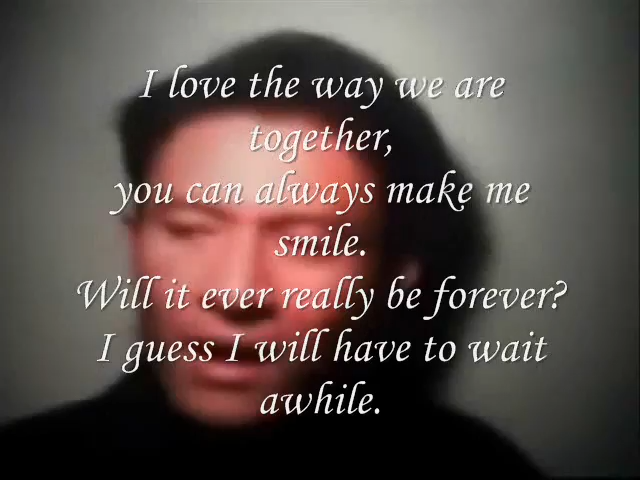 I love the way we are
together,
you can always make me
smile.
Will it ever really be forever?
I guess I will have to wait
awhile.